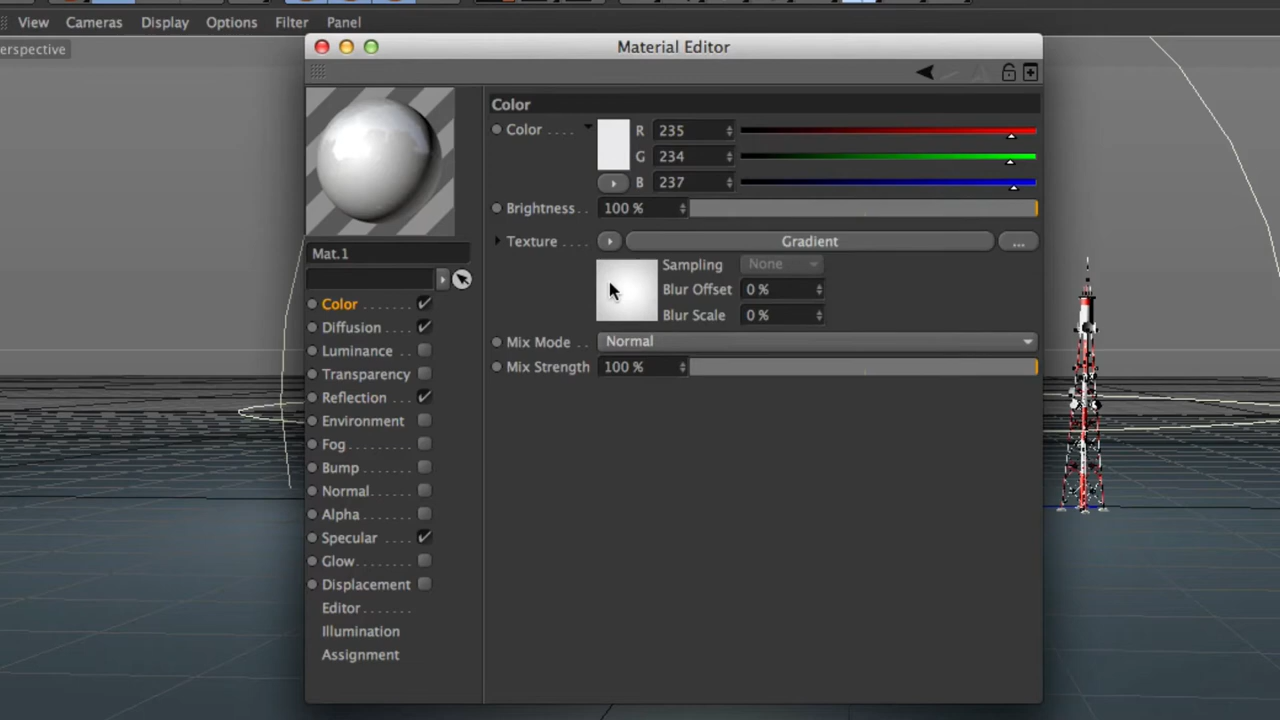 View Cameras Display Options Filter Panel
erspective
Material Editor
Color
Color .... R 235
G 234
B 237
Brightness.. 100 %
Texture .... Gradient ...
Sampling None
Blur Offset 0 %
Blur Scale 0 %
Mix Mode .. Normal
Mix Strength 100 %
Mat.1
Color .......
Diffusion ....
Luminance ..
Transparency
Reflection ....
Environment
Fog ........
Bump ......
Normal.....
Alpha ......
Specular ....
Glow.......
Displacement
Editor .......
Illumination
Assignment